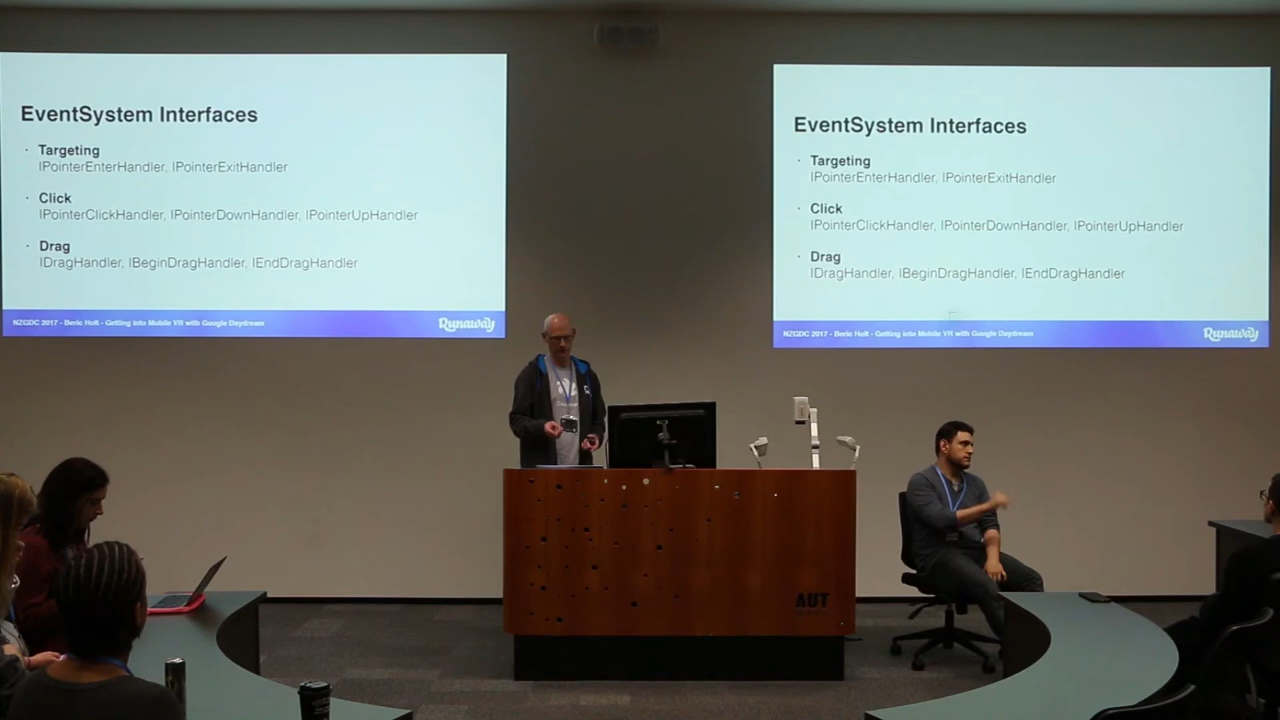 EventSystem Interfaces
· Targeting
IPointerEnterHandler, IPointerExitHandler
· Click
IPointerClickHandler, IPointerDownHandler, IPointerUpHandler
· Drag
IDragHandler, IBeginDragHandler, IEndDragHandler
NZGDC 2017 - Berie Holt - Getting into Mobile VR with Google Daydream
Runaway
EventSystem Interfaces
· Targeting
IPointerEnterHandler, IPointerExitHandler
· Click
IPointerClickHandler, IPointerDownHandler, IPointerUpHandler
· Drag
IDragHandler, IBeginDragHandler, IEndDragHandler
NZGDC 2017 - Berie Holt - Getting into Mobile VR with Google Daydream
Runaway
AUT